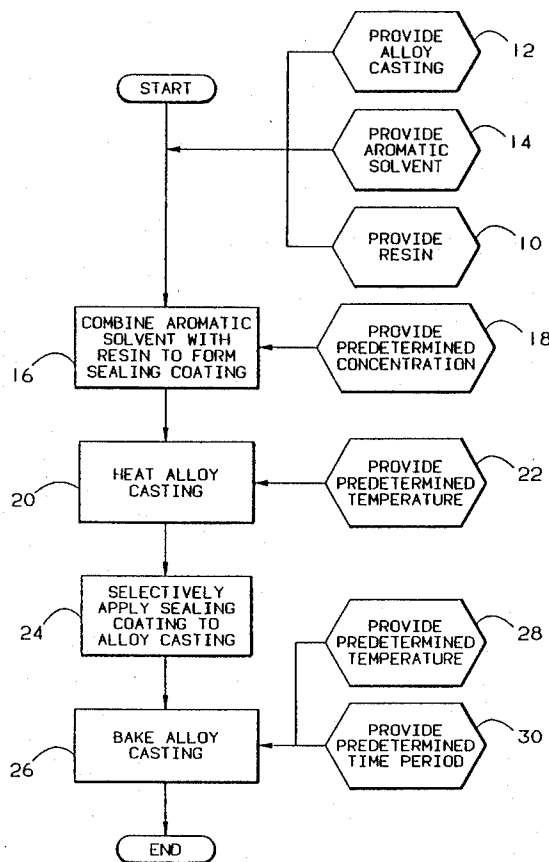 START
PROVIDE
ALLOY
CASTING
12
PROVIDE
AROMATIC
SOLVENT
14
PROVIDE
RESIN
10
COMBINE AROMATIC
SOLVENT WITH
RESIN TO FORM
SEALING COATING
16
PROVIDE
PREDETERMINED
CONCENTRATION
18
HEAT ALLOY
CASTING
20
PROVIDE
PREDETERMINED
TEMPERATURE
22
SELECTIVELY
APPLY SEALING
COATING TO
ALLOY CASTING
24
PROVIDE
PREDETERMINED
TEMPERATURE
28
BAKE ALLOY
CASTING
26
PROVIDE
PREDETERMINED
TIME PERIOD
30
END